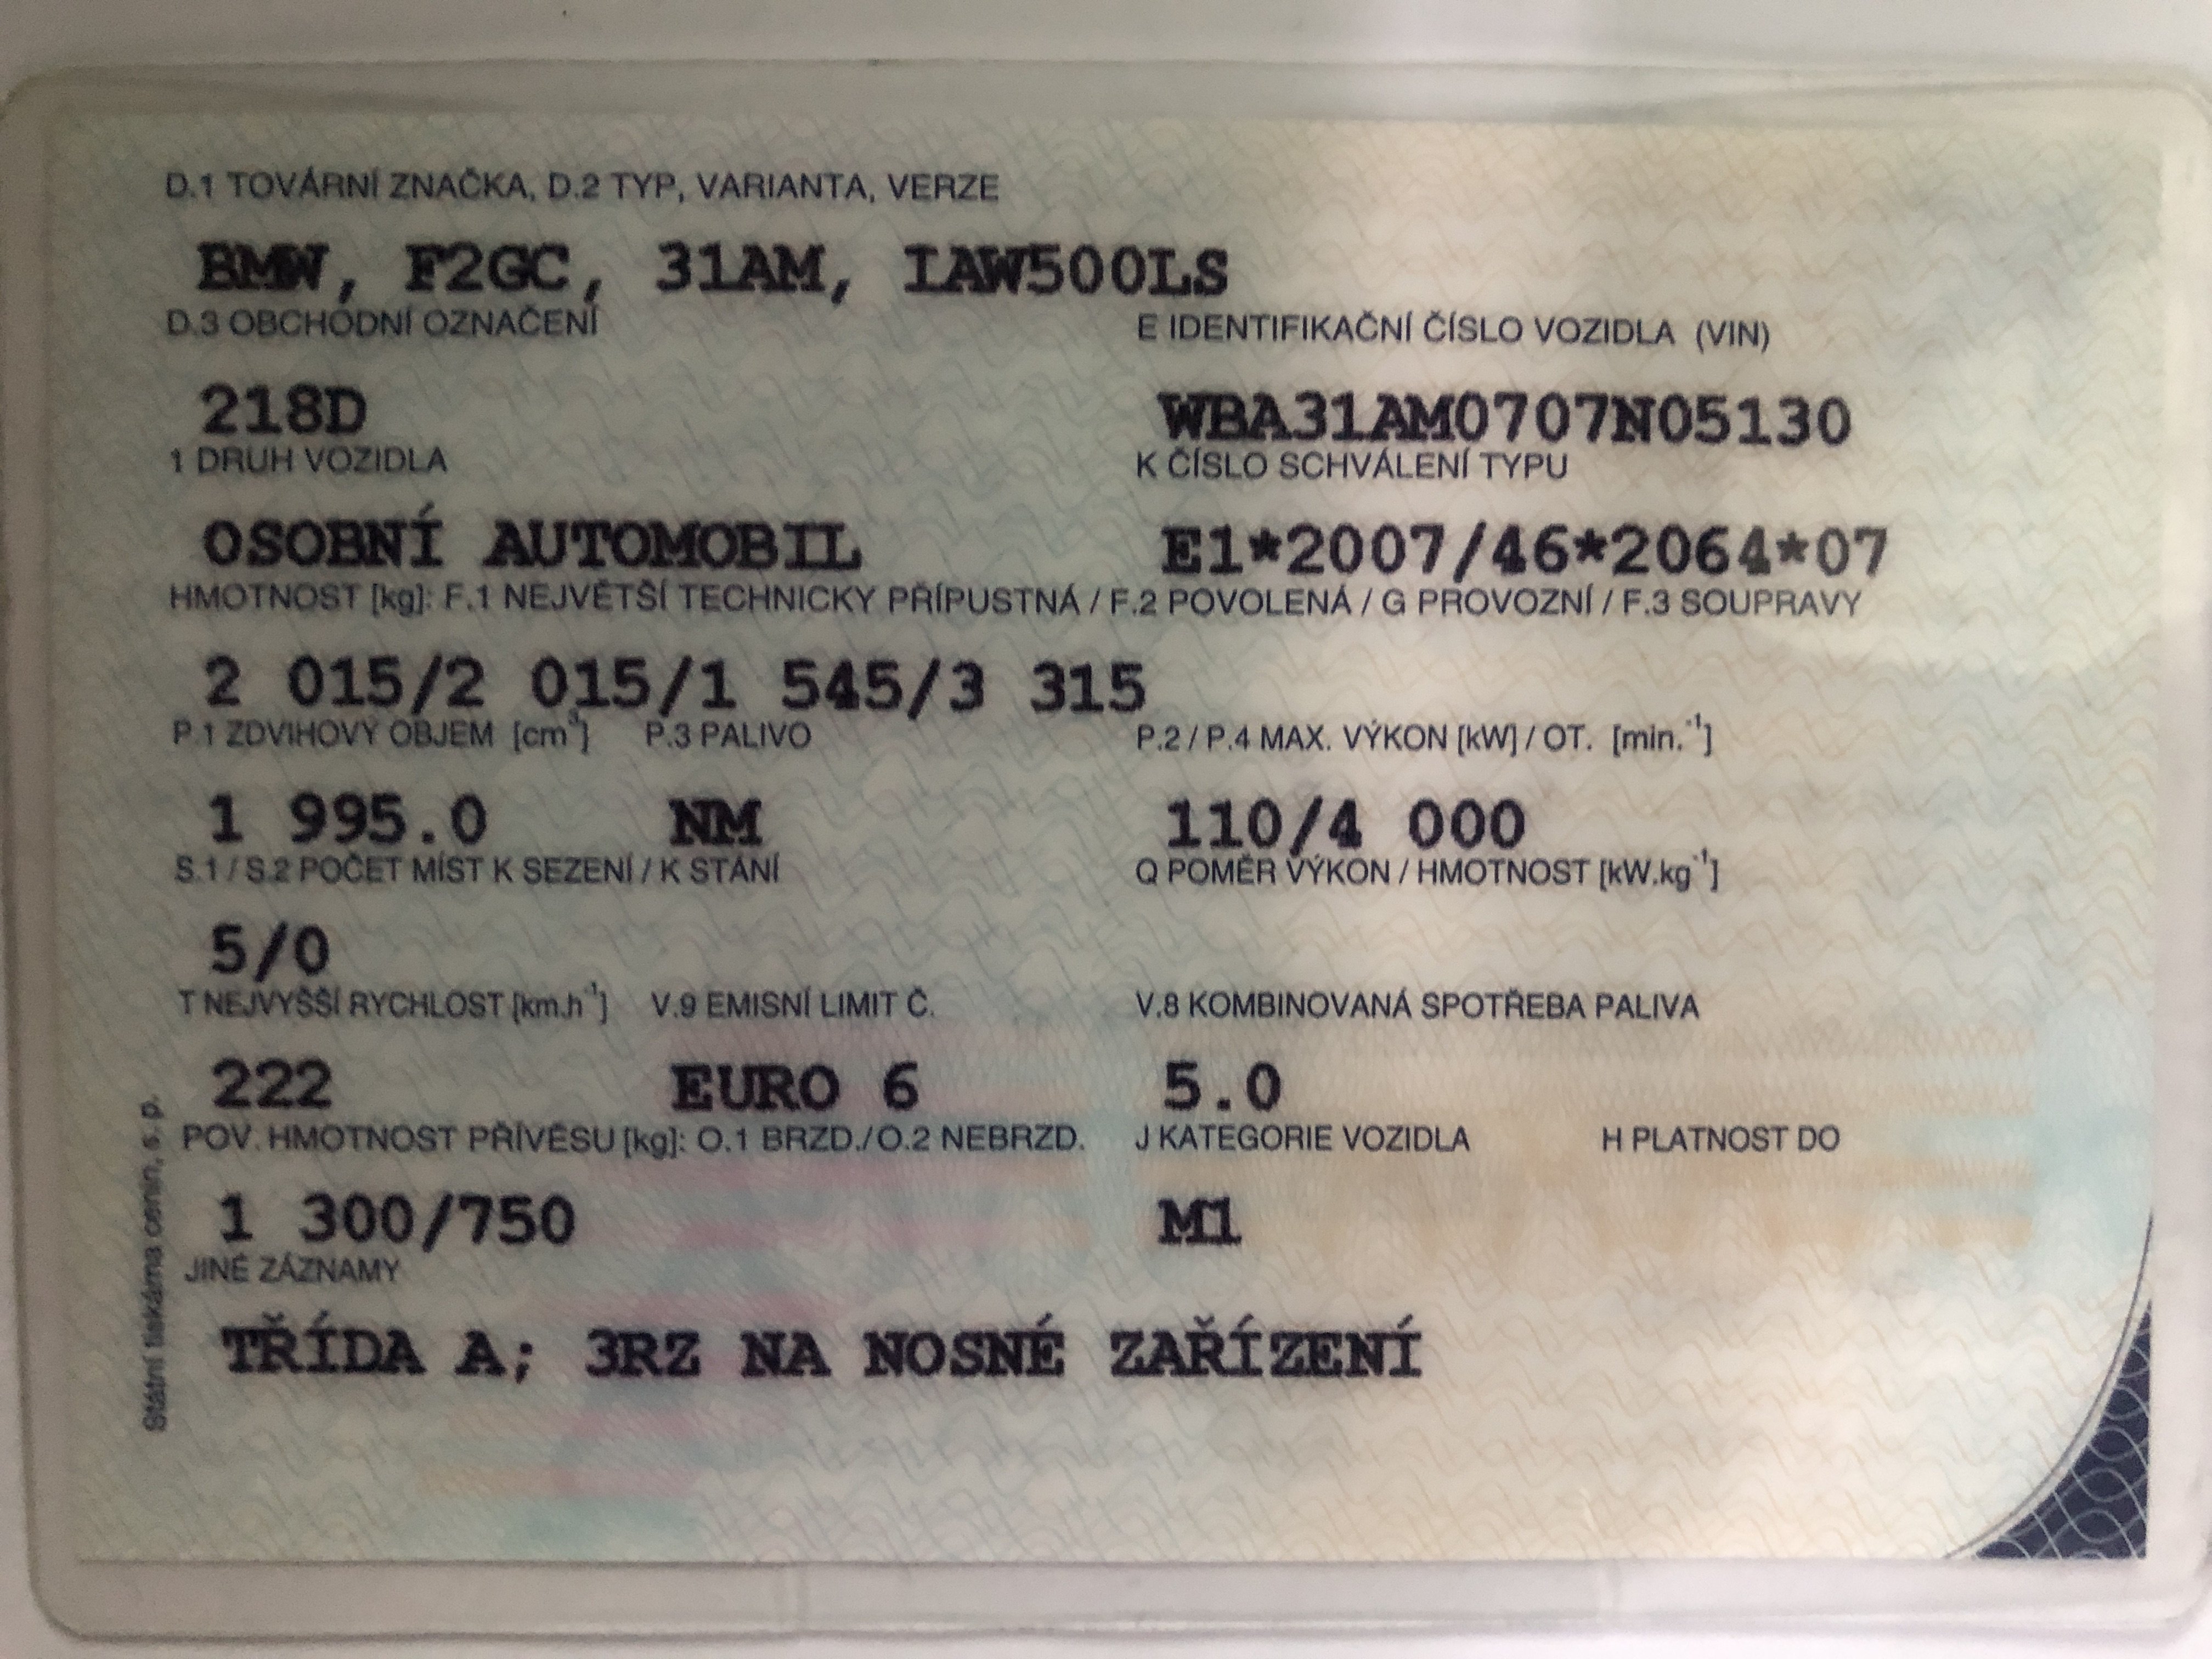 D.1 TOVÁRNÍ ZNAČKA, D.2 TYP, VARIANTA, VERZE
BMW, F2GC, 31AM, IAW500LS
D.3 OBCHODNÍ OZNAČENÍ E IDENTIFIKAČNÍ ČÍSLO VOZIDLA (VIN)
218D WBA31AM0707N05130
1 DRUH VOZIDLA K ČÍSLO SCHVÁLENÍ TYPU
OSOBNÍ AUTOMOBIL E1*2007/46*2064*07
HMOTNOST [kg]: F.1 NEJVĚTŠÍ TECHNICKY PŘÍPUSTNÁ / F.2 POVOLENÁ / G PROVOZNÍ / F.3 SOUPRAVY
2 015/2 015/1 545/3 315
P.1 ZDVIHOVÝ OBJEM [cm³] P.3 PALIVO P.2 / P.4 MAX. VÝKON [kW] / OT. [min.⁻¹]
1 995.0 NM 110/4 000
S.1 / S.2 POČET MÍST K SEZENÍ / K STÁNÍ Q POMĚR VÝKON / HMOTNOST [kW.kg⁻¹]
5/0
T NEJVYŠŠÍ RYCHLOST [km.h⁻¹] V.9 EMISNÍ LIMIT Č. V.8 KOMBINOVANÁ SPOTŘEBA PALIVA
222 EURO 6 5.0
POV. HMOTNOST PŘÍVĚSU [kg]: O.1 BRZD./O.2 NEBRZD. J KATEGORIE VOZIDLA H PLATNOST DO
1 300/750 M1
JINÉ ZÁZNAMY
TŘÍDA A; 3RZ NA NOSNÉ ZAŘÍZENÍ
Státní tiskárna cenin, s. p.